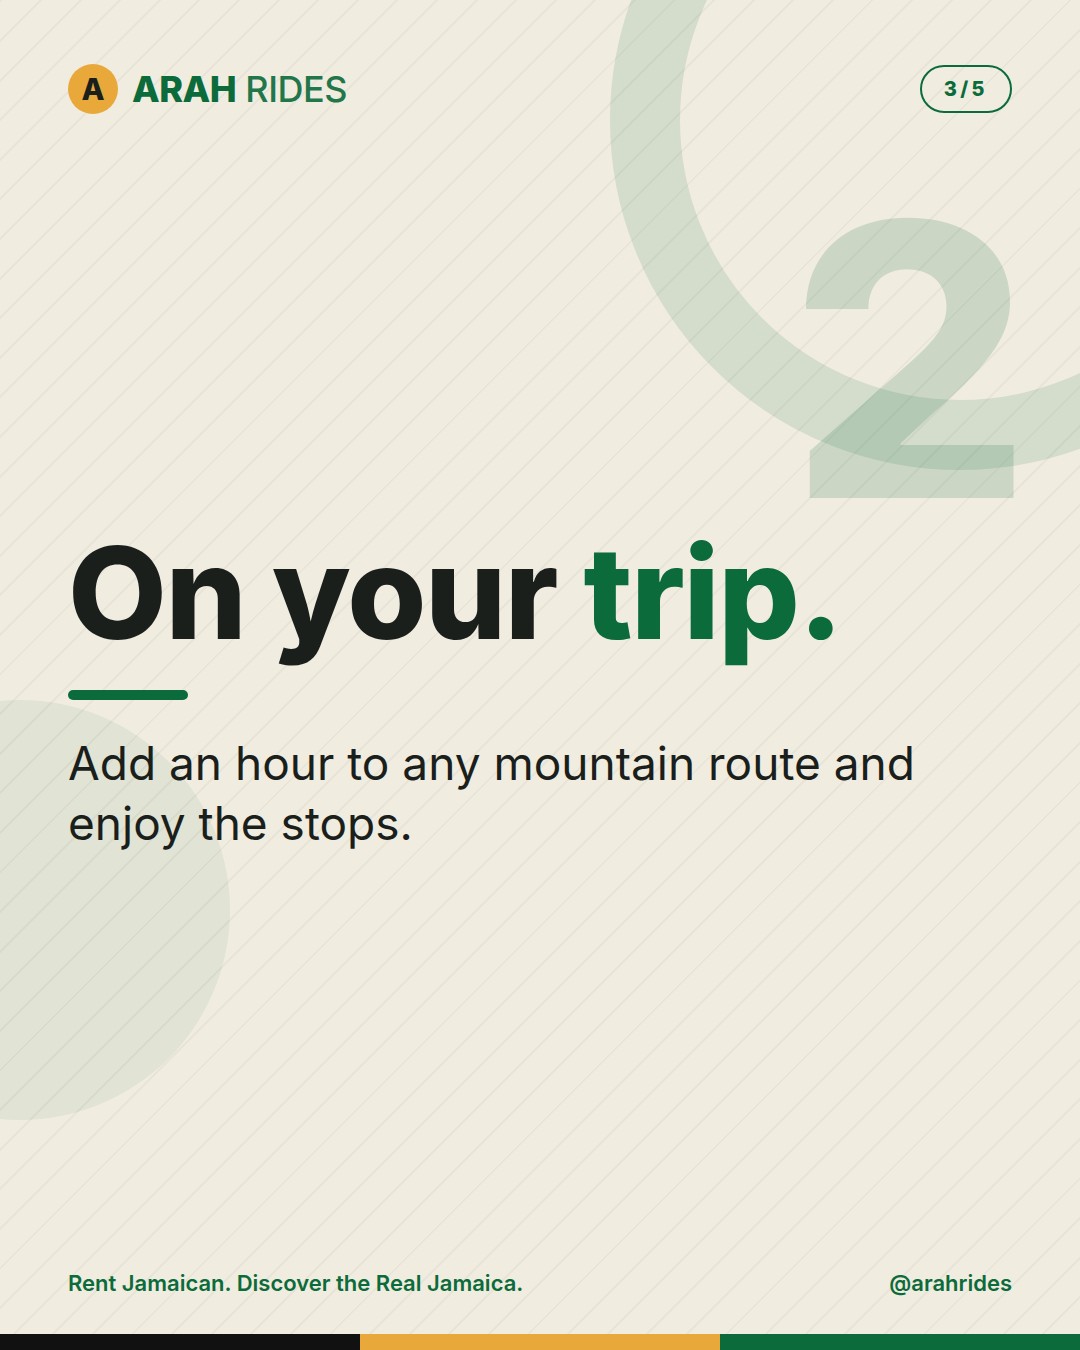 A ARAH RIDES
3/5
2
On your trip.
Add an hour to any mountain route and
enjoy the stops.
Rent Jamaican. Discover the Real Jamaica.
@arahrides